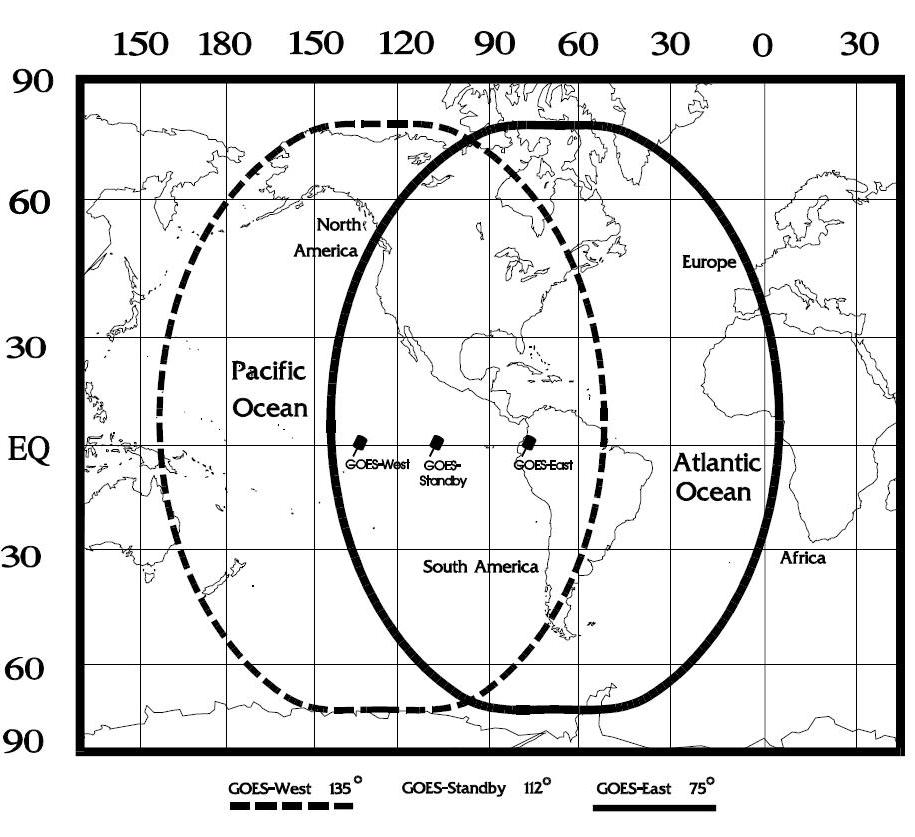 150 180 150 120 90 60 30 0 30
90
60
North
America
Europe
30
Pacific
Ocean
EQ
GOES-West GOES-Standby GOES-East
Atlantic
Ocean
30
South America
Africa
60
90
GOES-West 135° GOES-Standby 112° GOES-East 75°